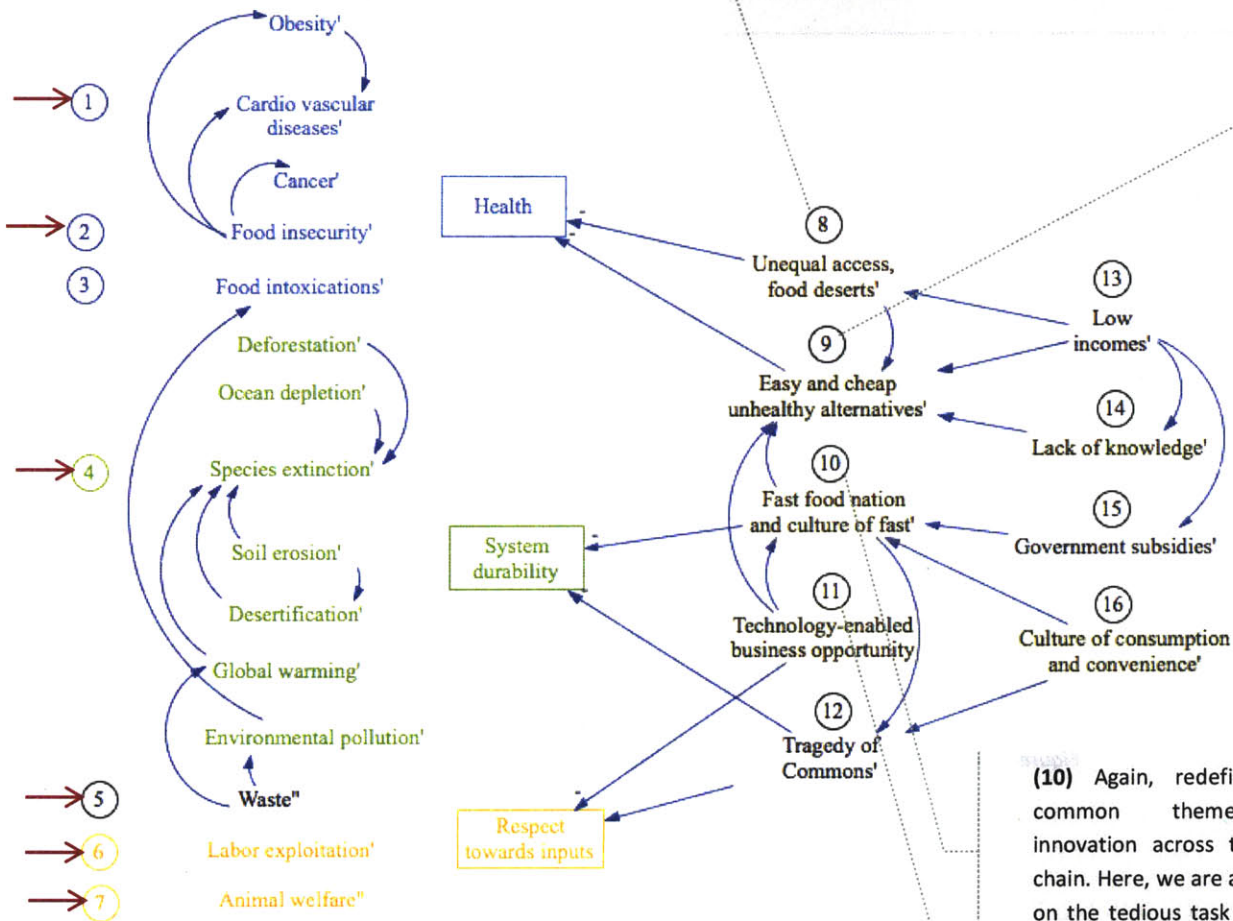 Obesity'
1
Cardio vascular
diseases'
Cancer'
2
Food insecurity'
3
Food intoxications'
Deforestation'
Ocean depletion'
4
Species extinction'
Soil erosion'
Desertification'
Global warming'
Environmental pollution'
5
Waste"
6
Labor exploitation'
7
Animal welfare"
Health
-
-
System
durability
-
-
Respect
towards inputs
-
8
Unequal access,
food deserts'
9
Easy and cheap
unhealthy alternatives'
10
Fast food nation
and culture of fast'
11
Technology-enabled
business opportunity
12
Tragedy of
Commons'
13
Low
incomes'
14
Lack of knowledge'
15
Government subsidies'
16
Culture of consumption
and convenience'
(10) Again, redefi
common theme
innovation across t
chain. Here, we are a
on the tedious task